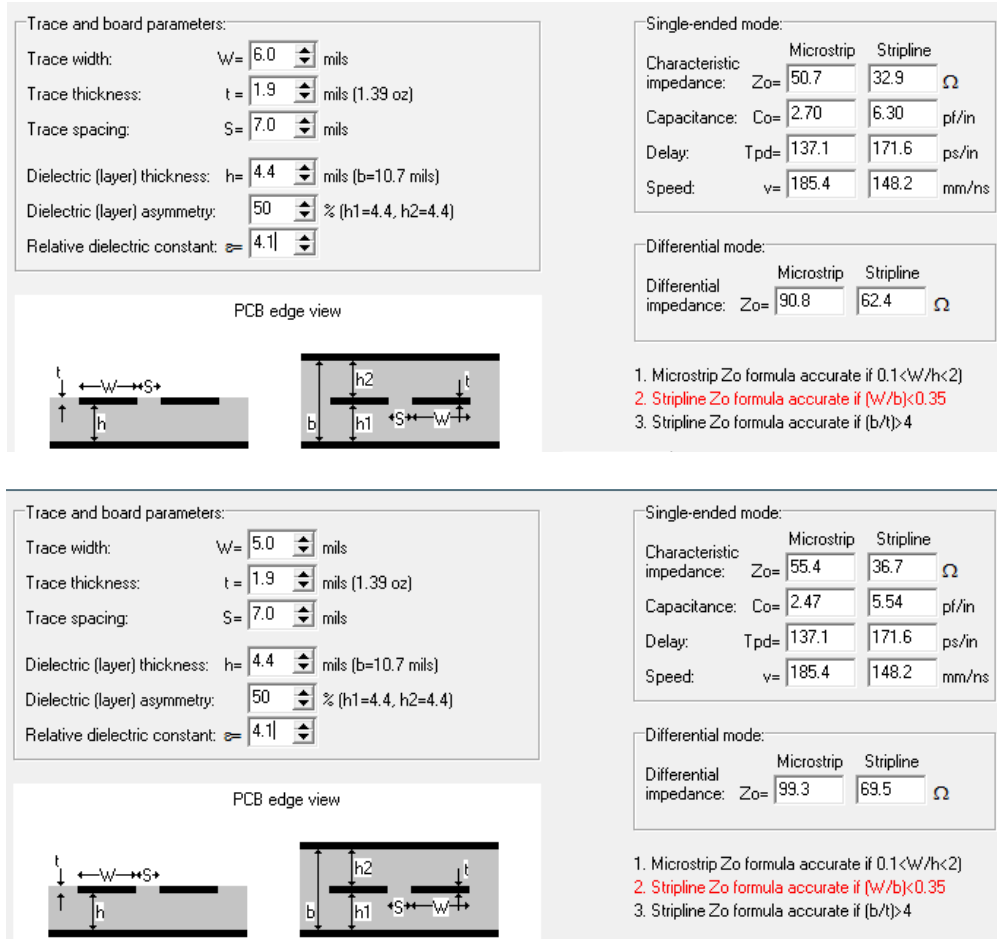 Trace and board parameters:
Trace width: W= 6.0 mils
Trace thickness: t = 1.9 mils (1.39 oz)
Trace spacing: S= 7.0 mils
Dielectric (layer) thickness: h= 4.4 mils (b=10.7 mils)
Dielectric (layer) asymmetry: 50 % (h1=4.4, h2=4.4)
Relative dielectric constant: ε= 4.1
PCB edge view
t
W S
h
h2
t
b
h1 S W
Single-ended mode:
Microstrip Stripline
Characteristic
impedance: Zo= 50.7 32.9 Ω
Capacitance: Co= 2.70 6.30 pf/in
Delay: Tpd= 137.1 171.6 ps/in
Speed: v= 185.4 148.2 mm/ns
Differential mode:
Microstrip Stripline
Differential
impedance: Zo= 90.8 62.4 Ω
1. Microstrip Zo formula accurate if 0.1<W/h<2)
2. Stripline Zo formula accurate if (W/b)<0.35
3. Stripline Zo formula accurate if (b/t)>4
Trace and board parameters:
Trace width: W= 5.0 mils
Trace thickness: t = 1.9 mils (1.39 oz)
Trace spacing: S= 7.0 mils
Dielectric (layer) thickness: h= 4.4 mils (b=10.7 mils)
Dielectric (layer) asymmetry: 50 % (h1=4.4, h2=4.4)
Relative dielectric constant: ε= 4.1
PCB edge view
t
W S
h
h2
t
b
h1 S W
Single-ended mode:
Microstrip Stripline
Characteristic
impedance: Zo= 55.4 36.7 Ω
Capacitance: Co= 2.47 5.54 pf/in
Delay: Tpd= 137.1 171.6 ps/in
Speed: v= 185.4 148.2 mm/ns
Differential mode:
Microstrip Stripline
Differential
impedance: Zo= 99.3 69.5 Ω
1. Microstrip Zo formula accurate if 0.1<W/h<2)
2. Stripline Zo formula accurate if (W/b)<0.35
3. Stripline Zo formula accurate if (b/t)>4